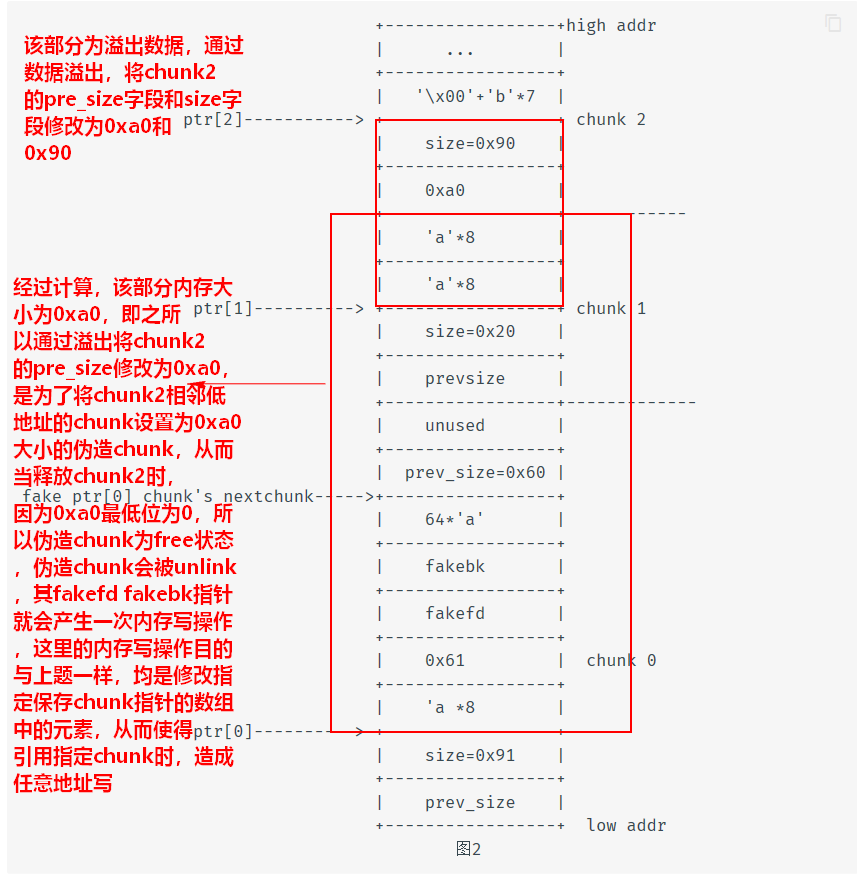 +-----------------+high addr
|      ...        |
+-----------------+
|   '\x00'+'b'*7  |
ptr[2]-----------> +-----------------+ chunk 2
|    size=0x90    |
+-----------------+
|    0xa0         |
+-----------------+------------
|    'a'*8        |
+-----------------+
|    'a'*8        |
ptr[1]-----------> +-----------------+ chunk 1
|    size=0x20    |
+-----------------+
|    prevsize     |
+-----------------+-------------
|    unused       |
+-----------------+
|  prev_size=0x60 |
fake ptr[0] chunk's nextchunk----->+-----------------+
|    64*'a'       |
+-----------------+
|    fakebk       |
+-----------------+
|    fakefd       |
+-----------------+
|    0x61         |  chunk 0
+-----------------+
|    'a *8        |
ptr[0]-----------> +-----------------+
|    size=0x91    |
+-----------------+
|    prev_size    |
+-----------------+  low addr
图2
该部分为溢出数据，通过
数据溢出，将chunk2
的pre_size字段和size字
段修改为0xa0和
0x90
经过计算，该部分内存大
小为0xa0，即之所
以通过溢出将chunk2
的pre_size修改为0xa0，
是为了将chunk2相邻低
地址的chunk设置为0xa0
大小的伪造chunk，从而
当释放chunk2时，
因为0xa0最低位为0，所
以伪造chunk为free状态
，伪造chunk会被unlink
，其fakefd fakebk指针
就会产生一次内存写操作
，这里的内存写操作目的
与上题一样，均是修改指
定保存chunk指针的数组
中的元素，从而使得
引用指定chunk时，造成
任意地址写